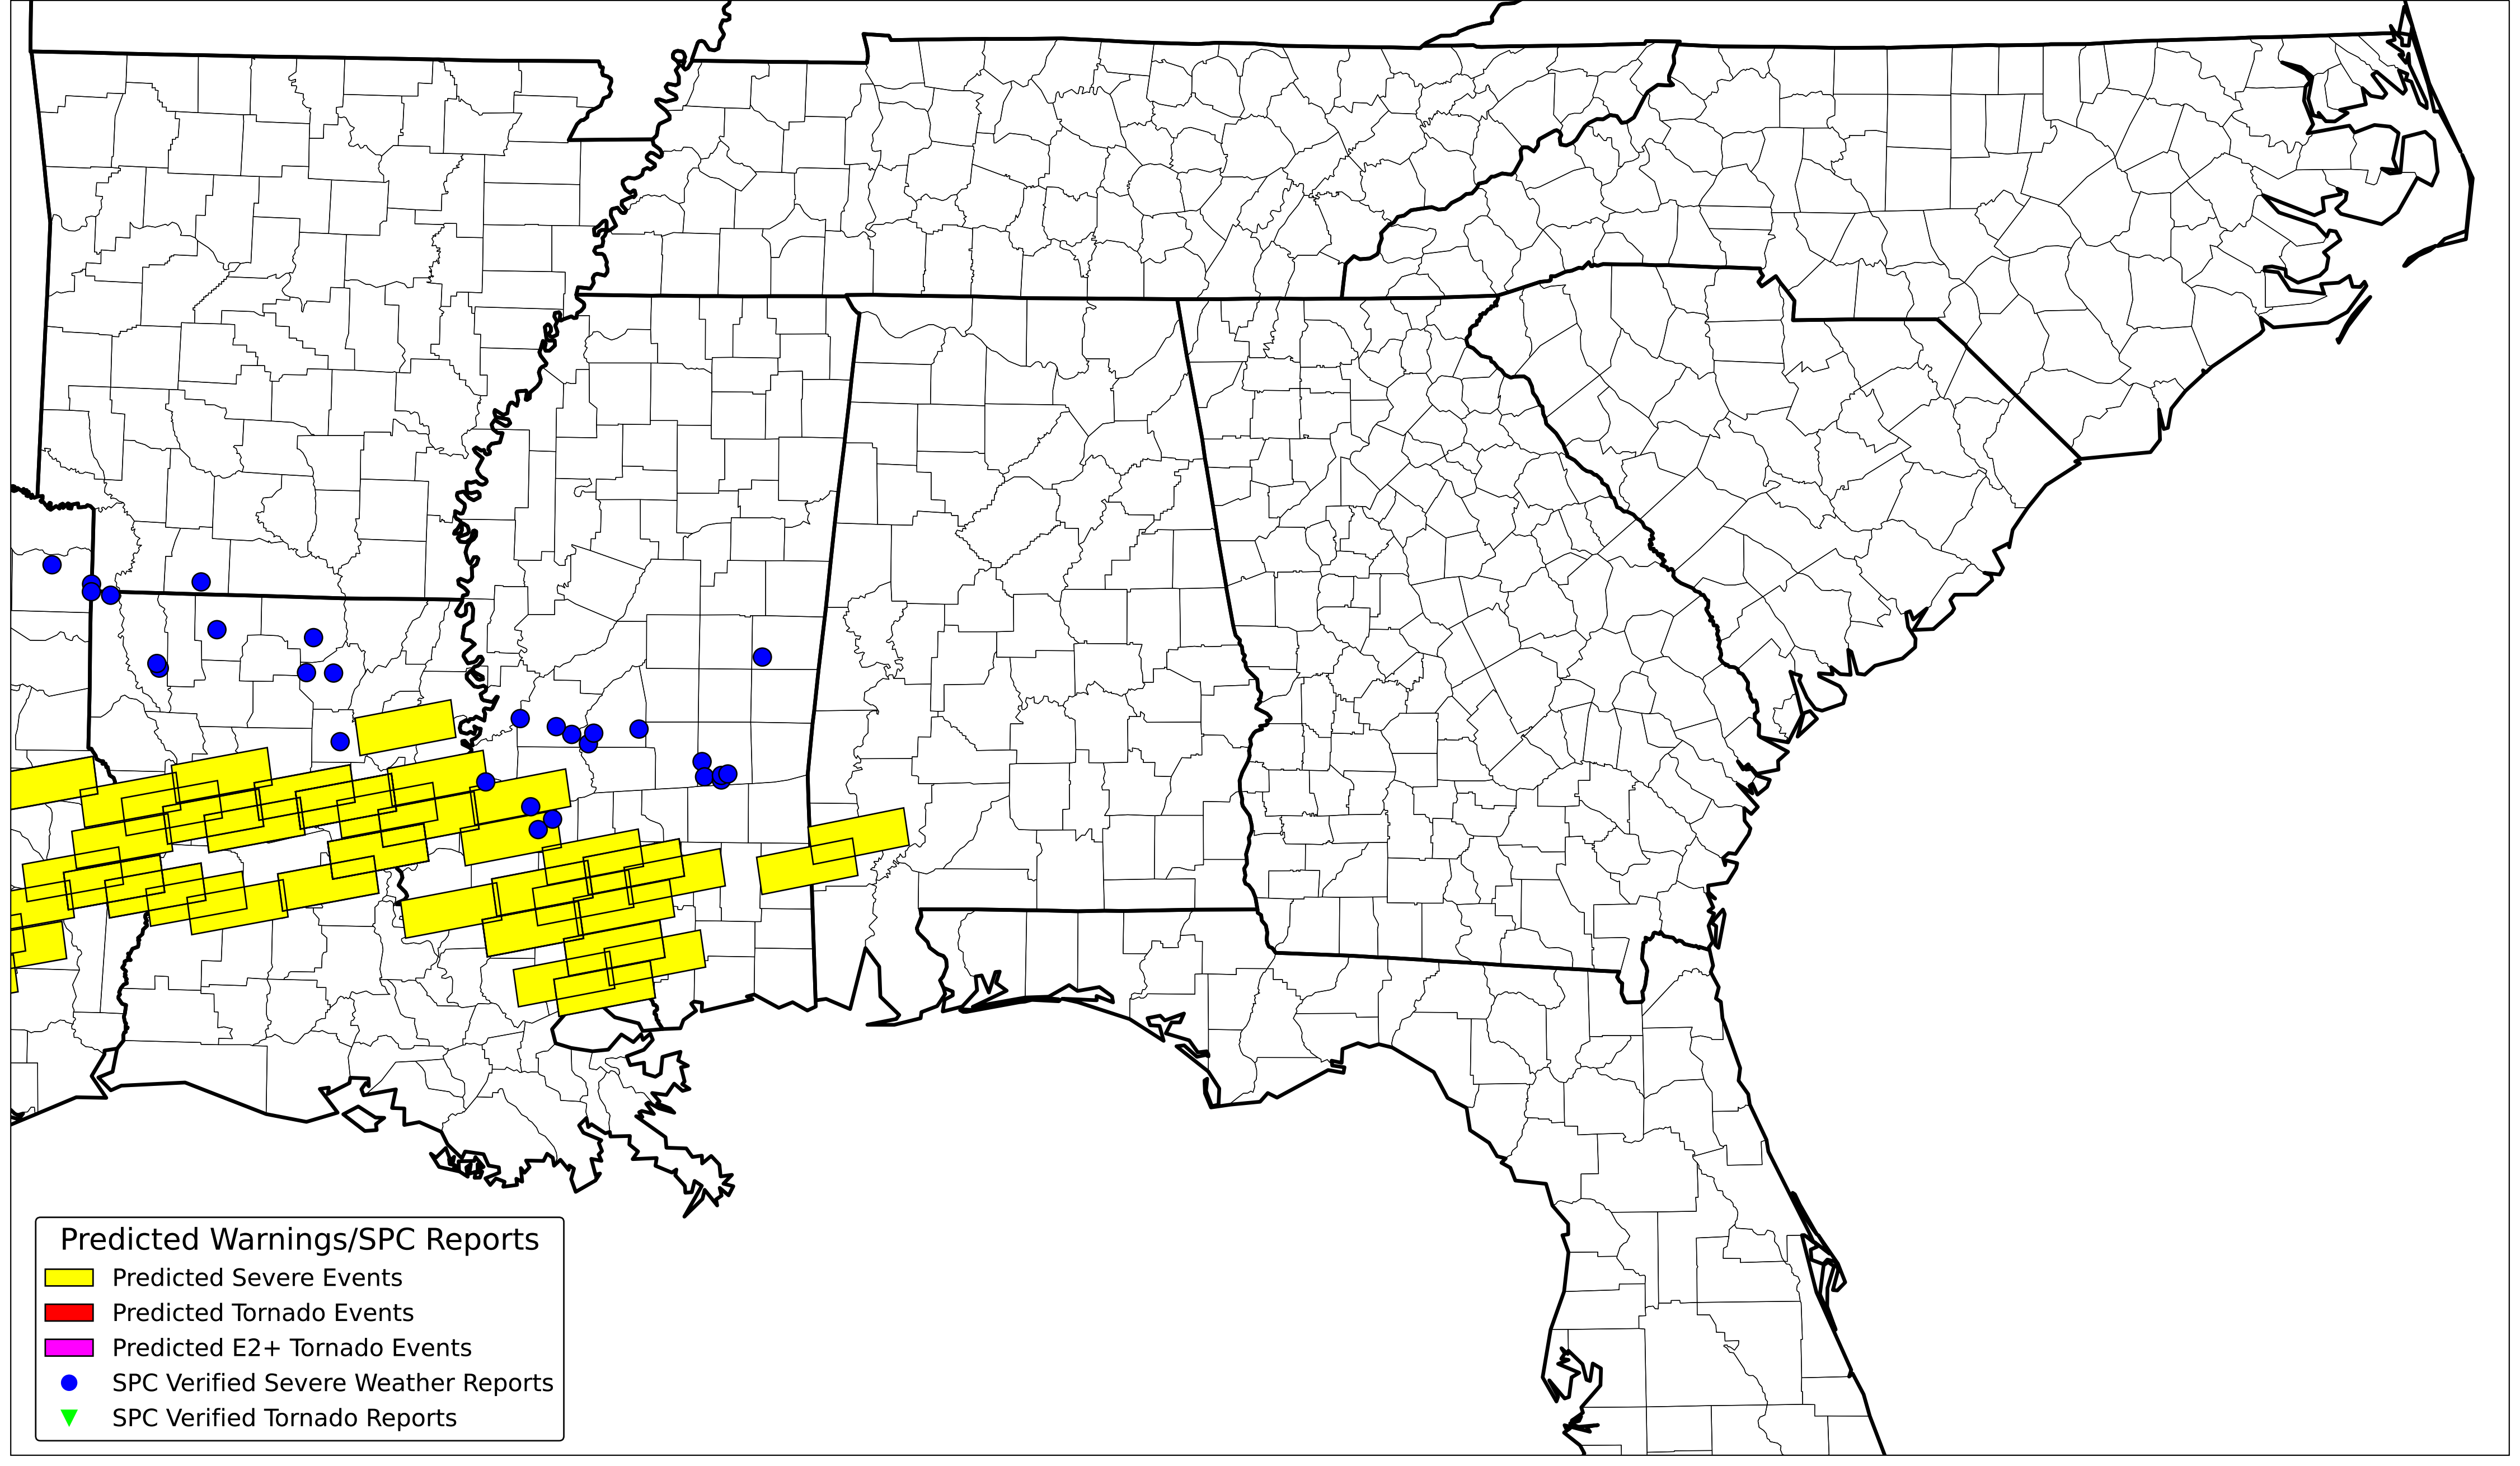 Predicted Warnings/SPC Reports
Predicted Severe Events
Predicted Tornado Events
Predicted E2+ Tornado Events
SPC Verified Severe Weather Reports
SPC Verified Tornado Reports